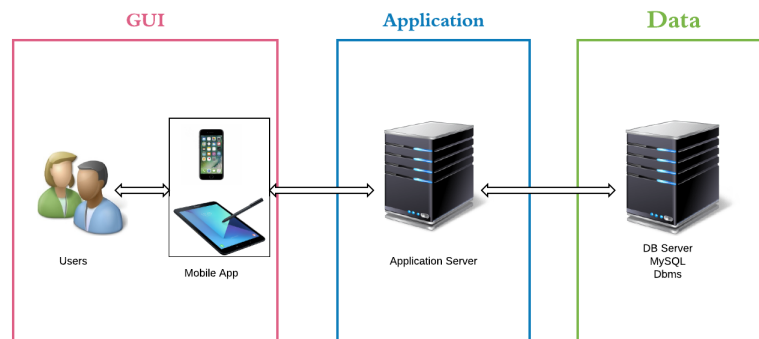 GUI
Application
Data
Users
Mobile App
Application Server
DB Server
MySQL
Dbms